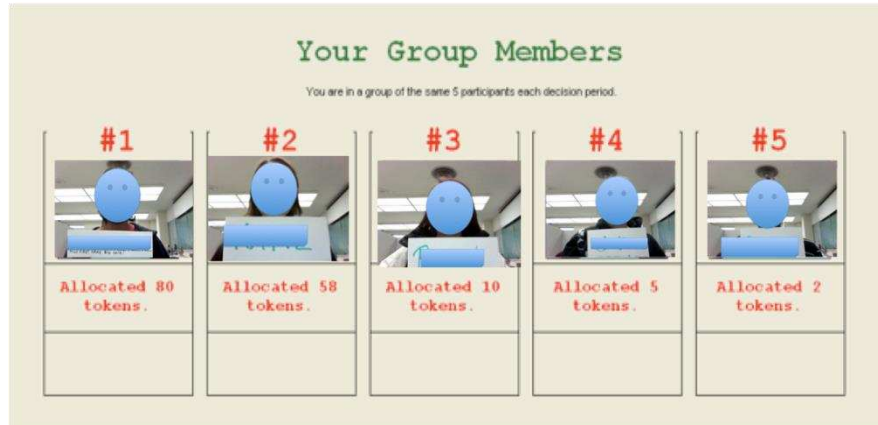 Your Group Members
You are in a group of the same 5 participants each decision period.
#1
#2
#3
#4
#5
Allocated 80
tokens.
Allocated 58
tokens.
Allocated 10
tokens.
Allocated 5
tokens.
Allocated 2
tokens.